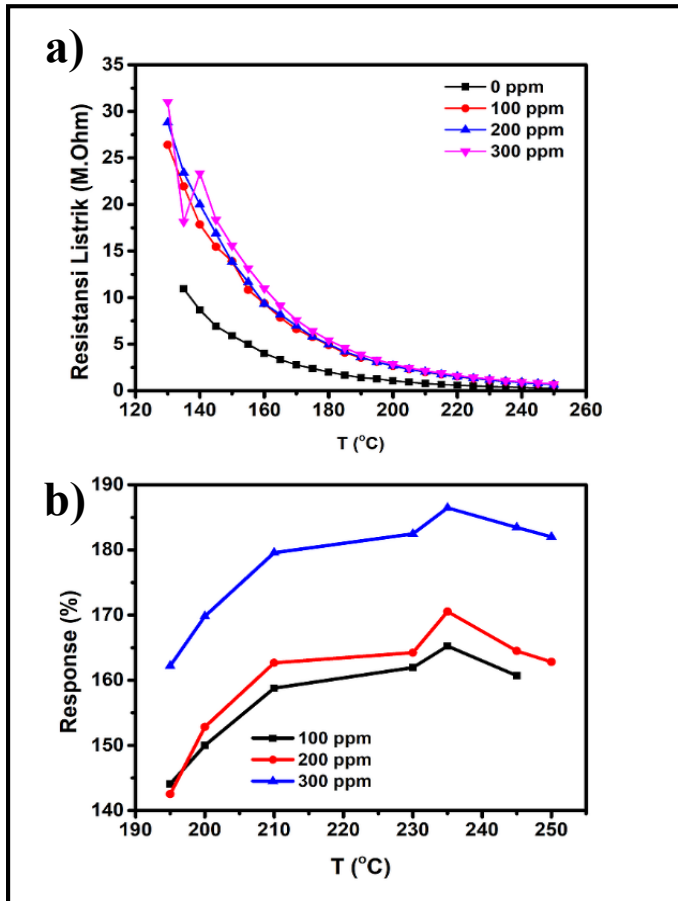 a)
Resistansi Listrik (M.Ohm)
35
30
25
20
15
10
5
0
0 ppm
100 ppm
200 ppm
300 ppm
120 140 160 180 200 220 240 260
T (°C)
b)
Response (%)
190
180
170
160
150
140
100 ppm
200 ppm
300 ppm
190 200 210 220 230 240 250
T (°C)